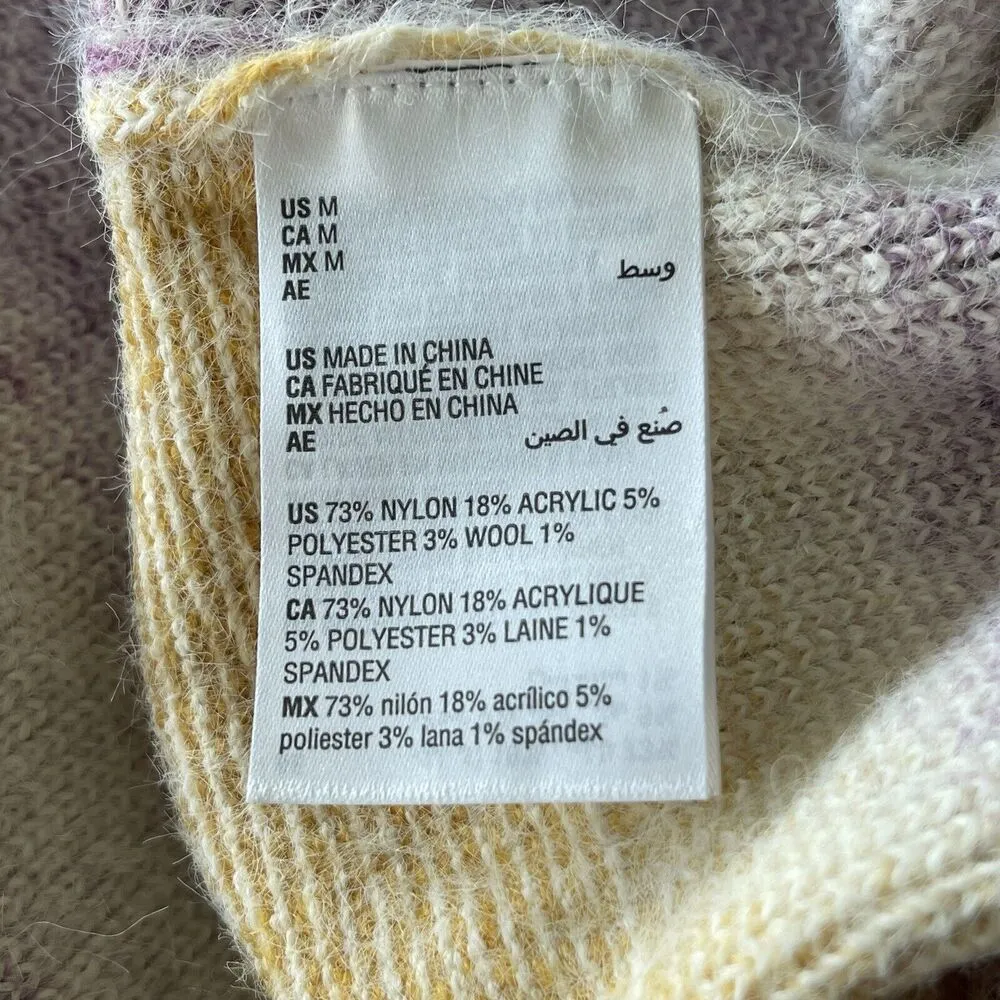 US M
CA M
MX M
AE وسط
US MADE IN CHINA
CA FABRIQUÉ EN CHINE
MX HECHO EN CHINA
AE صُنع في الصين
US 73% NYLON 18% ACRYLIC 5%
POLYESTER 3% WOOL 1%
SPANDEX
CA 73% NYLON 18% ACRYLIQUE
5% POLYESTER 3% LAINE 1%
SPANDEX
MX 73% nilón 18% acrílico 5%
poliester 3% lana 1% spándex